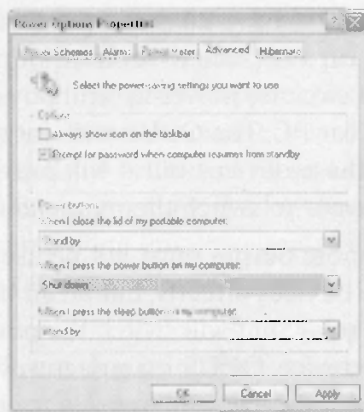 Power Options Properties
Power Schemes Alarms Power Meter Advanced Hibernate
Select the power-saving settings you want to use.
Options
Always show icon on the taskbar
Prompt for password when computer resumes from standby
Power buttons
When I close the lid of my portable computer:
Stand by
When I press the power button on my computer:
Shut down
When I press the sleep button on my computer:
Stand by
OK Cancel Apply